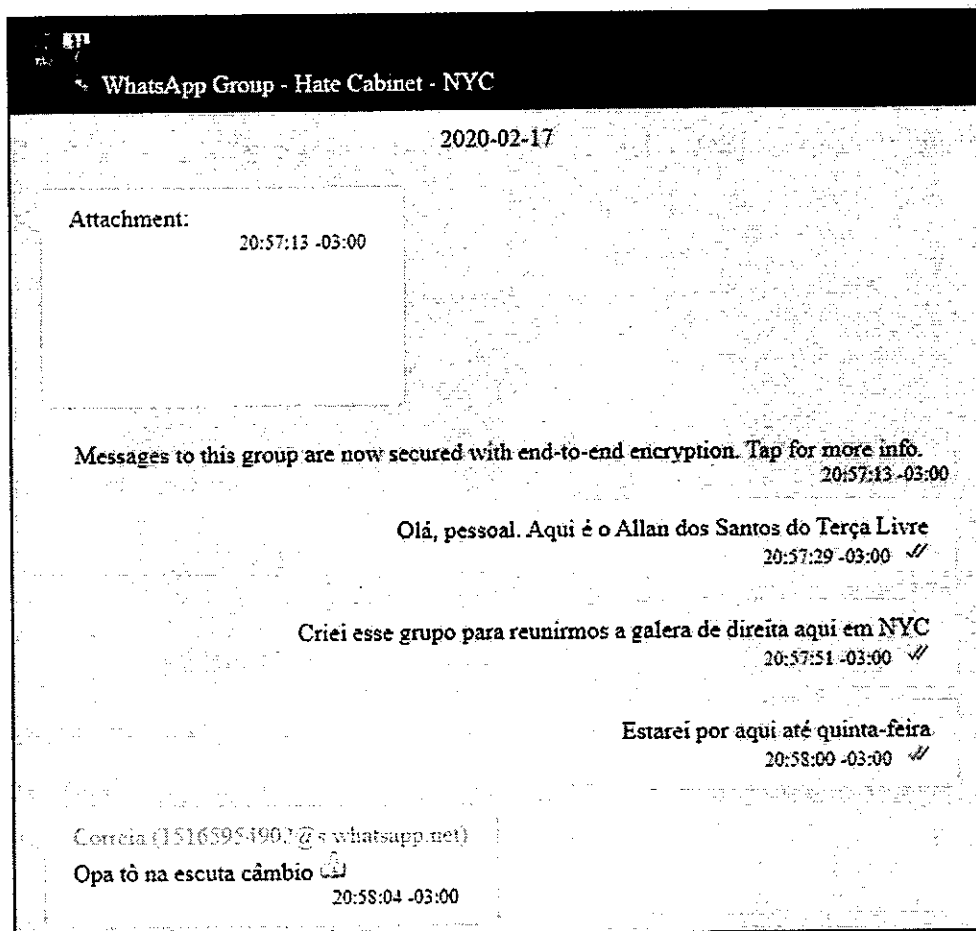 WhatsApp Group - Hate Cabinet - NYC
2020-02-17
Attachment:
20:57:13 -03:00
Messages to this group are now secured with end-to-end encryption. Tap for more info.
20:57:13 -03:00
Olá, pessoal. Aqui é o Allan dos Santos do Terça Livre
20:57:29 -03:00
Criei esse grupo para reunirmos a galera de direita aqui em NYC
20:57:51 -03:00
Estarei por aqui até quinta-feira
20:58:00 -03:00
Correia
Opa tô na escuta câmbio
20:58:04 -03:00